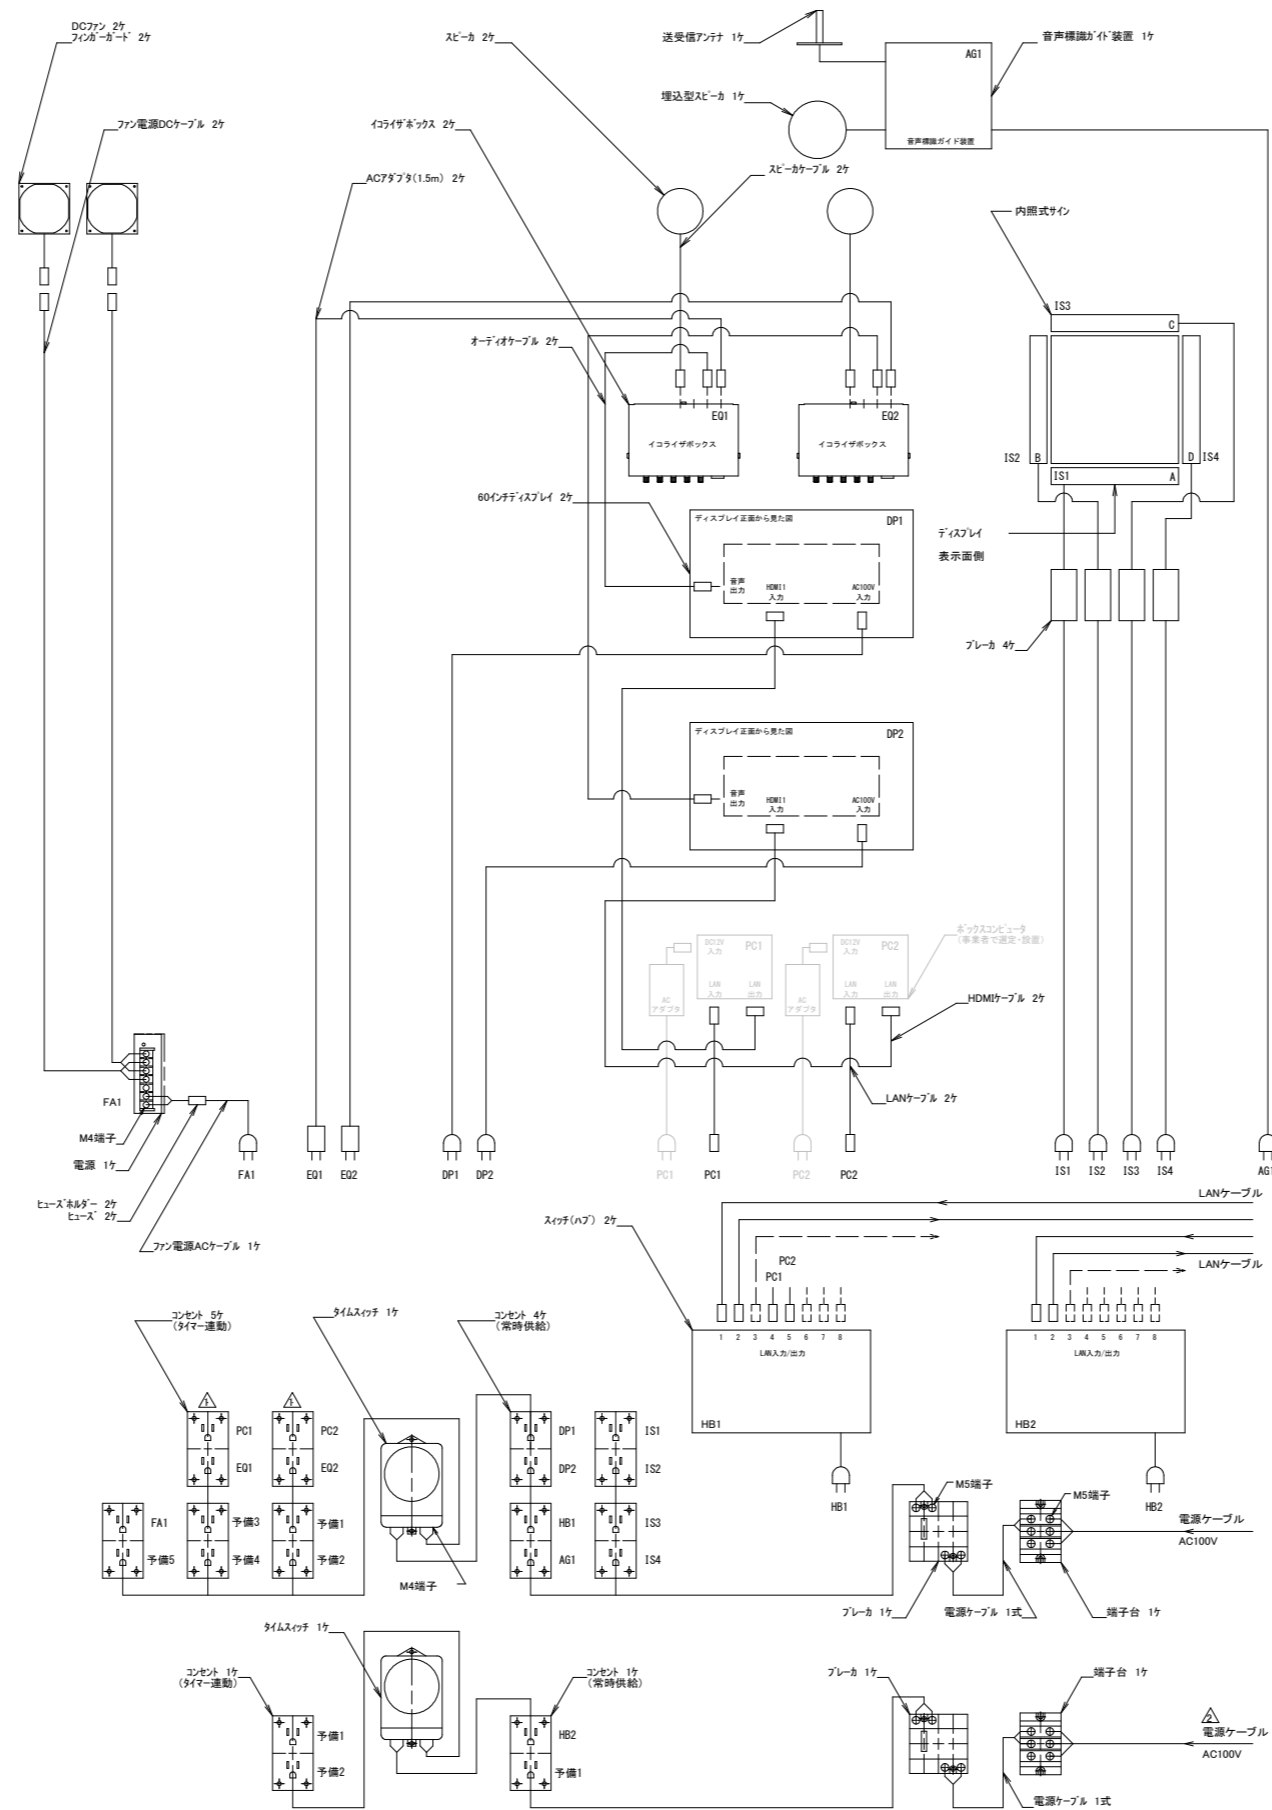 DCファン 2ケ
フィンガーガード 2ケ
ファン電源DCケーブル 2ケ
スピーカ 2ケ
イコライザボックス 2ケ
ACアダプタ(1.5m) 2ケ
送受信アンテナ 1ケ
AG1
音声標識ガイド装置 1ケ
埋込型スピーカ 1ケ
音声標識ガイド装置
スピーカケーブル 2ケ
内照式サイン
IS3
C
オーディオケーブル 2ケ
EQ1
イコライザボックス
EQ2
イコライザボックス
IS2
B
D
IS4
IS1
A
60インチディスプレイ 2ケ
ディスプレイ正面から見た図
DP1
音声
出力
HDMI1
入力
AC100V
入力
ディスプレイ
表示面側
ブレーカ 4ケ
ディスプレイ正面から見た図
DP2
音声
出力
HDMI1
入力
AC100V
入力
DC12V
入力
PC1
LAN
入力
LAN
出力
AC
アダプタ
DC12V
入力
PC2
LAN
入力
LAN
出力
AC
アダプタ
ボックスコンピュータ
(事業者で選定・設置)
HDMIケーブル 2ケ
LANケーブル 2ケ
FA1
M4端子
電源 1ケ
ヒューズホルダー 2ケ
ヒューズ 2ケ
ファン電源ACケーブル 1ケ
FA1
EQ1
EQ2
DP1
DP2
PC1
PC1
PC2
PC2
IS1
IS2
IS3
IS4
AG1
LANケーブル
LANケーブル
スイッチ(ハブ) 2ケ
PC2
PC1
1 2 3 4 5 6 7 8
LAN入力/出力
HB1
1 2 3 4 5 6 7 8
LAN入力/出力
HB2
HB1
HB2
コンセント 5ケ
(タイマー連動)
タイムスイッチ 1ケ
コンセント 4ケ
(常時供給)
1
1
PC1
EQ1
PC2
EQ2
DP1
DP2
IS1
IS2
FA1
予備5
予備3
予備4
予備1
予備2
HB1
AG1
IS3
IS4
M4端子
M5端子
M5端子
電源ケーブル
AC100V
ブレーカ 1ケ
電源ケーブル 1式
端子台 1ケ
タイムスイッチ 1ケ
コンセント 1ケ
(タイマー連動)
コンセント 1ケ
(常時供給)
ブレーカ 1ケ
端子台 1ケ
2
電源ケーブル
AC100V
予備1
予備2
HB2
予備1
電源ケーブル 1式